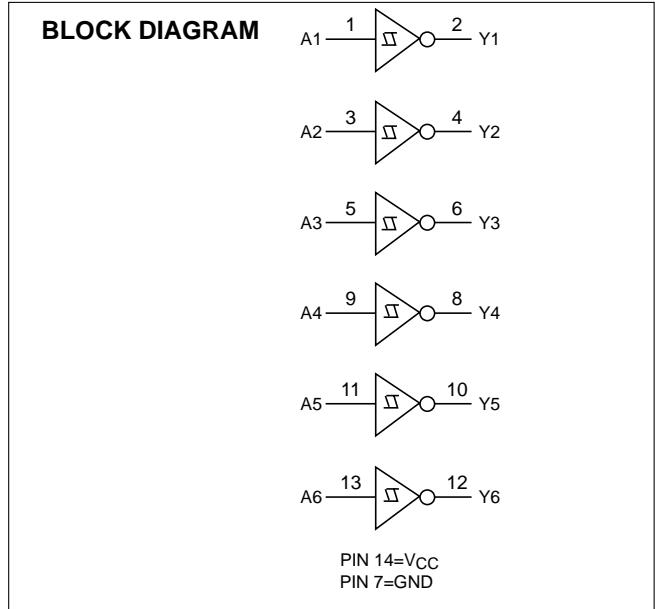 BLOCK DIAGRAM
A1 1 2 Y1
A2 3 4 Y2
A3 5 6 Y3
A4 9 8 Y4
A5 11 10 Y5
A6 13 12 Y6
PIN 14=VCC
PIN 7=GND